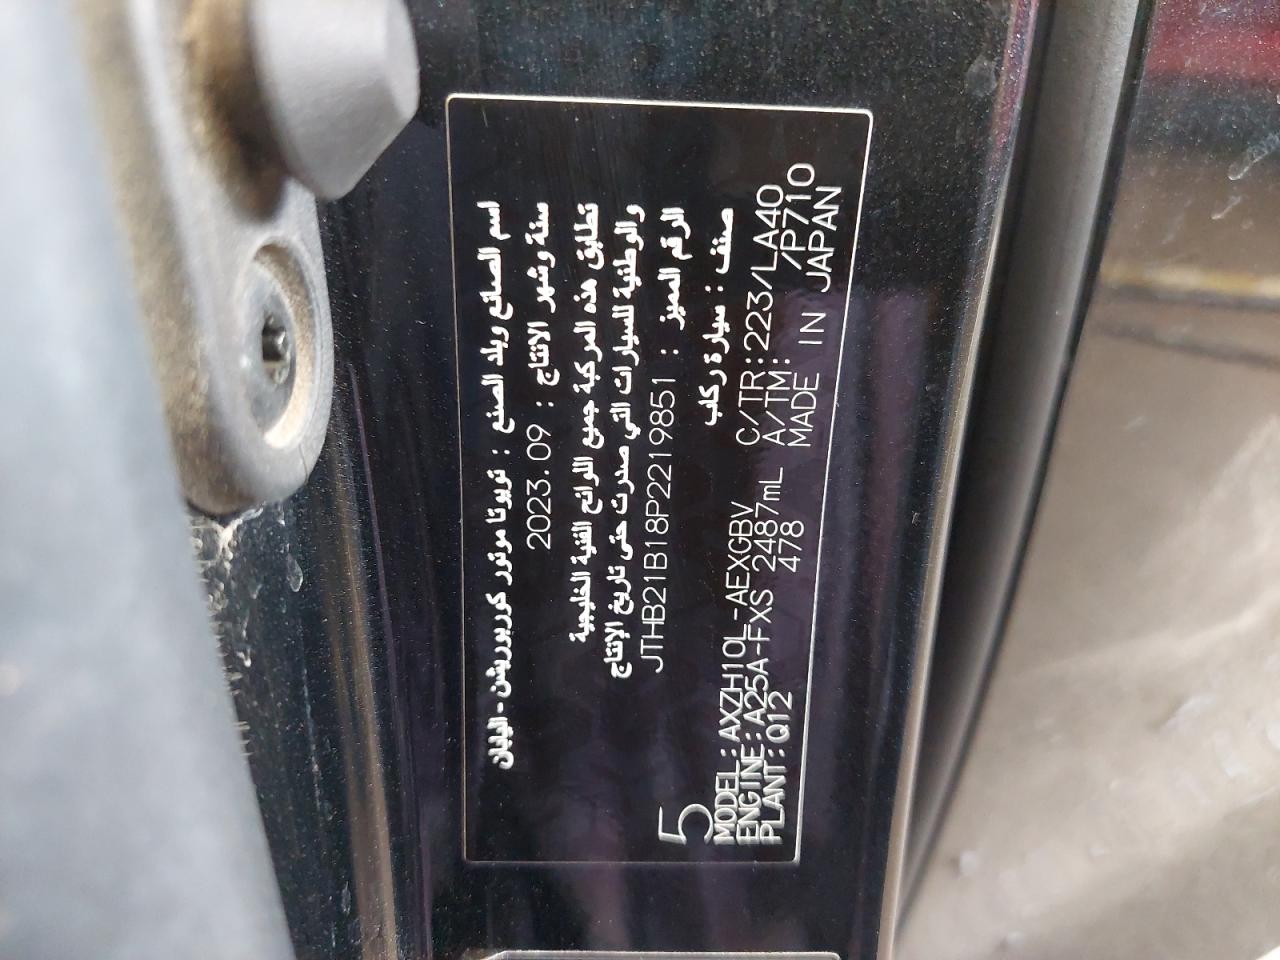 اسم الصانع وبلد الصنع : تويوتا موتور كوربوريشن - اليابان
سنة وشهر الانتاج : 2023.09
تطابق هذه المركبة جميع اللوائح الفنية الخليجية
والوطنية للسيارات التي صدرت حتى تاريخ الإنتاج
الرقم المميز : JTHB21B18P2219851
صنف : سيارة ركاب
5
MODEL:AXZH10L-AEXGBV C/TR:223/LA40
ENGINE:A25A-FXS 2487mL A/TM: /P710
PLANT:Q12 478 MADE IN JAPAN